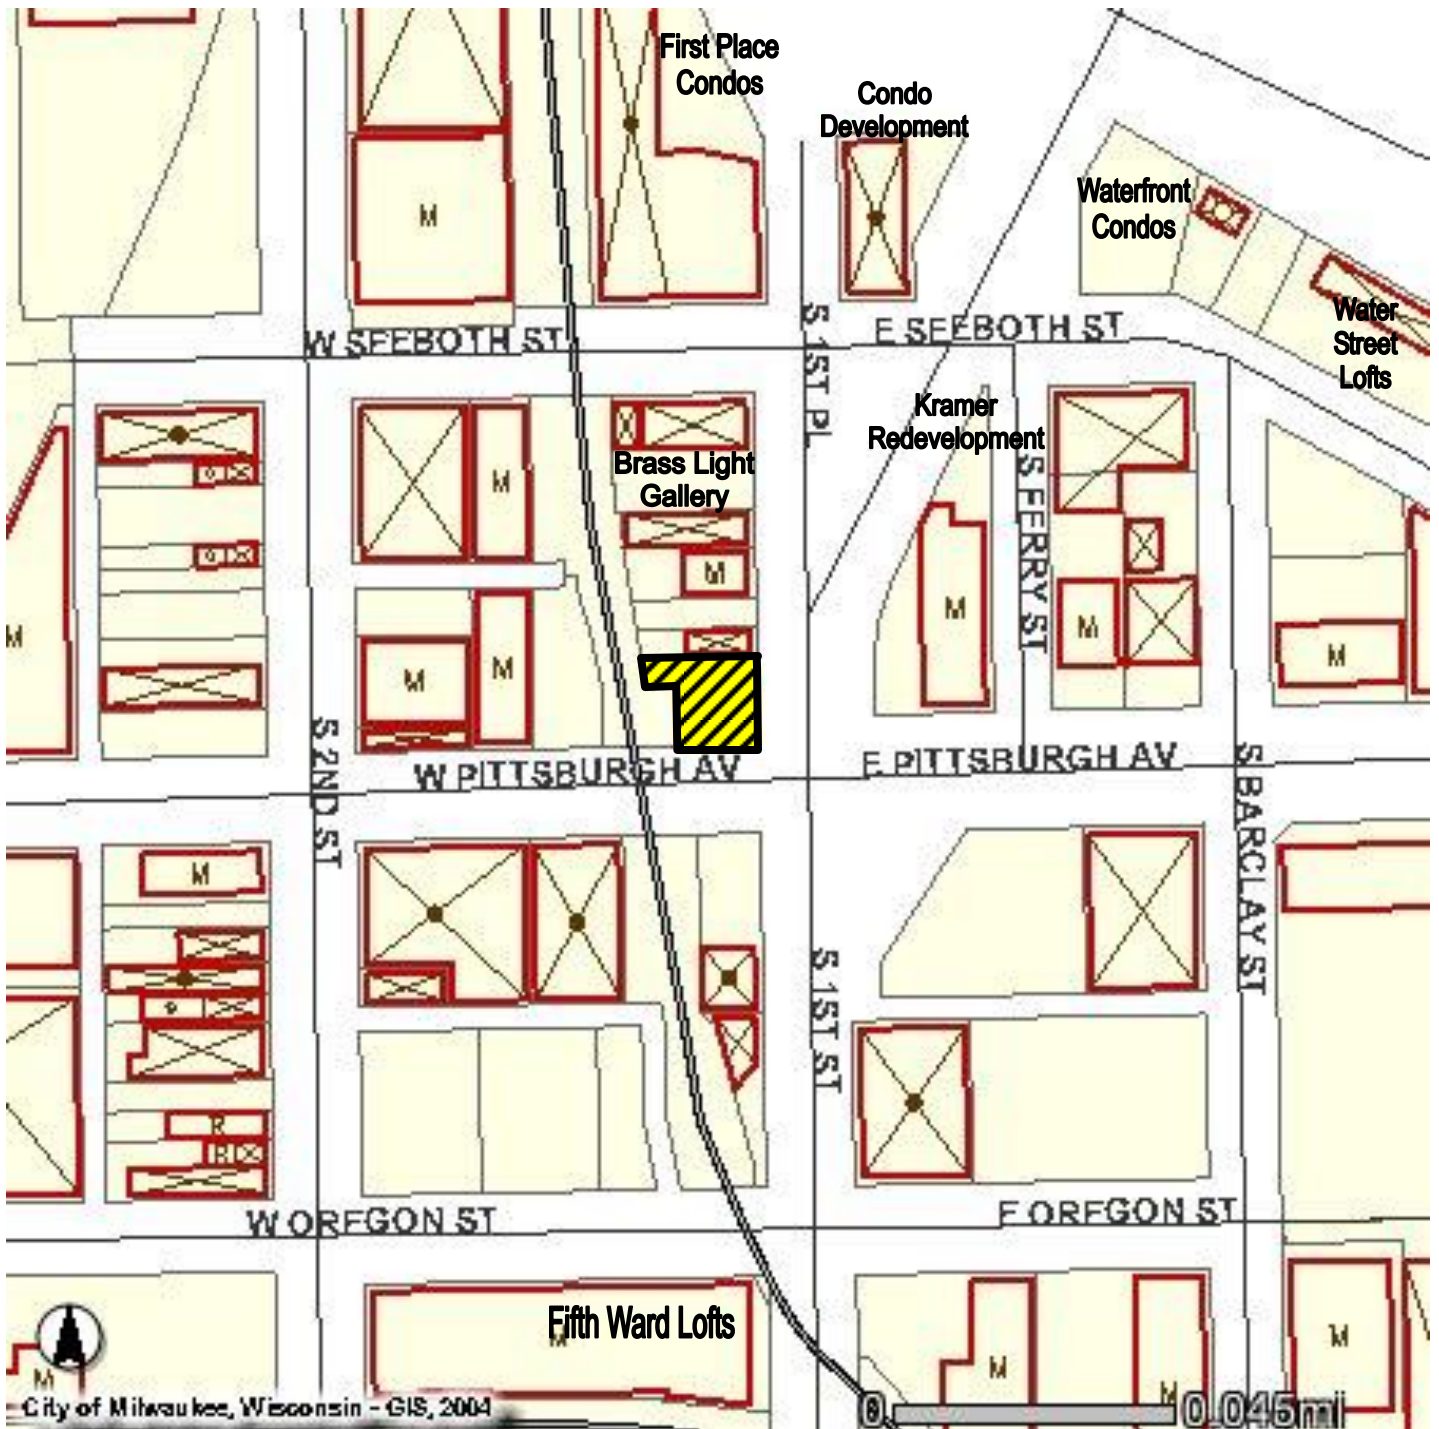 First Place
Condos
Condo
Development
Waterfront
Condos
M
Water
Street
Lofts
W SEEBOTH ST
E SEEBOTH ST
S 1ST PL
Kramer
Redevelopment
Brass Light
Gallery
M
S FERRY ST
M
M
M
M
M
M
M
M
S 2ND ST
W PITTSBURGH AV
E PITTSBURGH AV
S BARCLAY ST
M
S 1ST ST
R
R
W OREGON ST
E OREGON ST
Fifth Ward Lofts
M
M
M
M
M
City of Milwaukee, Wisconsin - GIS, 2004
0 0.045mi